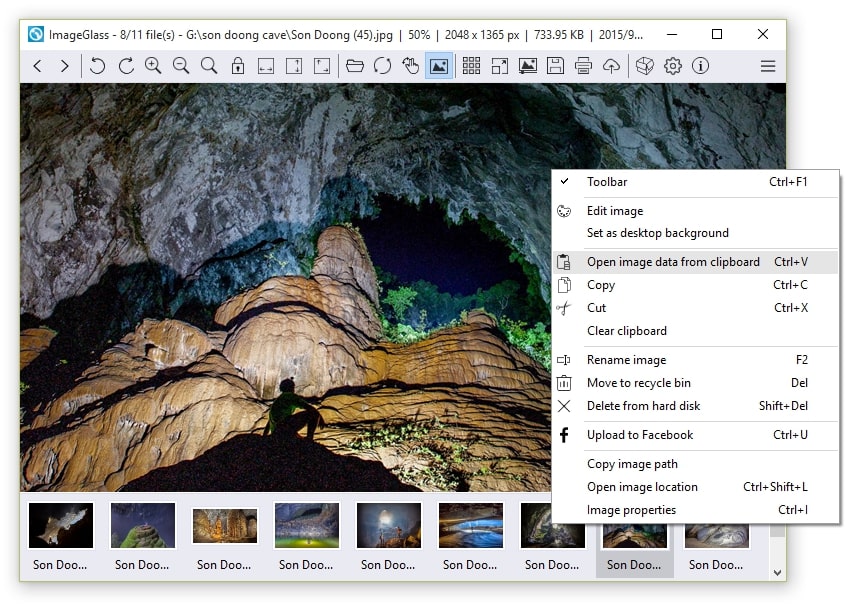 ImageGlass - 8/11 file(s) - G:\son doong cave\Son Doong (45).jpg | 50% | 2048 x 1365 px | 733.95 KB | 2015/9...
Toolbar Ctrl+F1
Edit image
Set as desktop background
Open image data from clipboard Ctrl+V
Copy Ctrl+C
Cut Ctrl+X
Clear clipboard
Rename image F2
Move to recycle bin Del
Delete from hard disk Shift+Del
Upload to Facebook Ctrl+U
Copy image path
Open image location Ctrl+Shift+L
Image properties Ctrl+I
Son Doo... Son Doo... Son Doo... Son Doo... Son Doo... Son Doo... Son Doo... Son Doo... Son Doo...